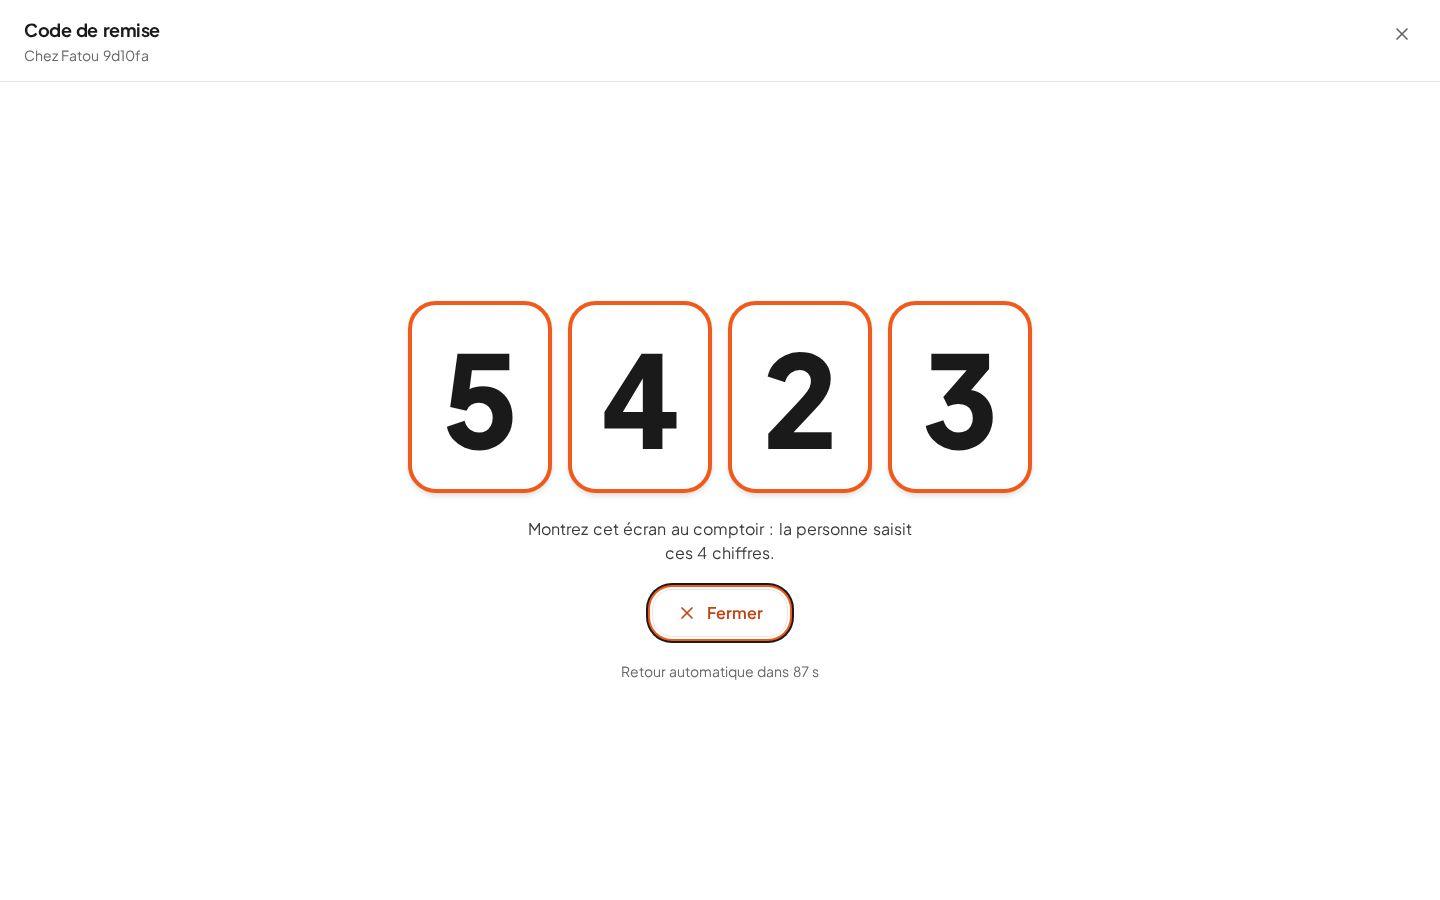 Code de remise
Chez Fatou 9d10fa
5 4 2 3
Montrez cet écran au comptoir : la personne saisit
ces 4 chiffres.
Fermer
Retour automatique dans 87 s